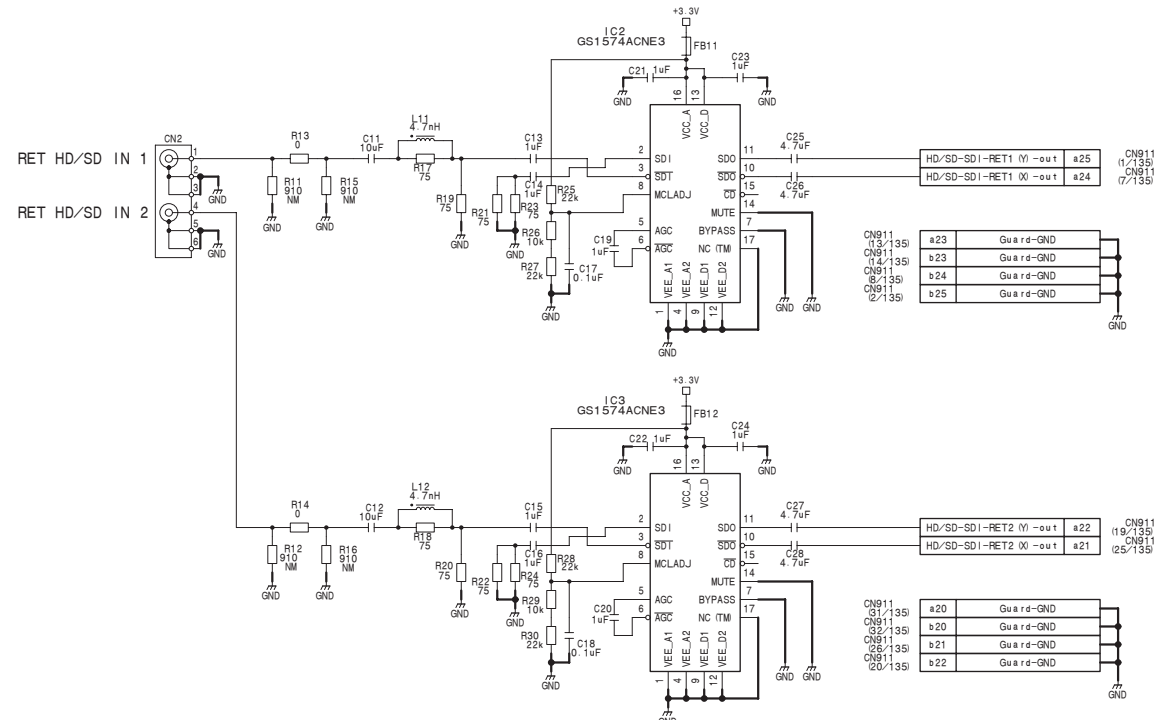 +3.3V
IC2
GS1574ACNE3
FB11
C21 1uF
C23
1uF
GND
GND
16
13
VCC_A
VCC_D
RET HD/SD IN 1
CN2
1
2
3
GND
RET HD/SD IN 2
4
5
6
GND
R13
0
R11
910
NM
R15
910
NM
GND
GND
C11
10uF
L11
4.7nH
R17
75
R19
75
GND
C13
1uF
C14
1uF
R21
75
R23
75
GND
R25
22k
R26
10k
R27
22k
C17
0.1uF
GND
C19
1uF
2
3
8
5
6
SDI
SDI
MCLADJ
AGC
AGC
SDO
SDO
CD
MUTE
BYPASS
NC (TM)
11
10
15
14
7
17
VEE_A1
VEE_A2
VEE_D1
VEE_D2
1
4
9
12
GND
GND
GND
C25
4.7uF
C26
4.7uF
HD/SD-SDI-RET1 (Y) -out a25
CN911
(1/135)
HD/SD-SDI-RET1 (X) -out a24
CN911
(7/135)
CN911
(13/135)
a23 Guard-GND
CN911
(14/135)
b23 Guard-GND
CN911
(8/135)
b24 Guard-GND
CN911
(2/135)
b25 Guard-GND
GND
+3.3V
IC3
GS1574ACNE3
FB12
C22 1uF
C24
1uF
GND
GND
16
13
VCC_A
VCC_D
R14
0
R12
910
NM
R16
910
NM
GND
GND
C12
10uF
L12
4.7nH
R18
75
R20
75
GND
C15
1uF
C16
1uF
R22
75
R24
75
GND
R28
22k
R29
10k
R30
22k
C18
0.1uF
GND
C20
1uF
2
3
8
5
6
SDI
SDI
MCLADJ
AGC
AGC
SDO
SDO
CD
MUTE
BYPASS
NC (TM)
11
10
15
14
7
17
VEE_A1
VEE_A2
VEE_D1
VEE_D2
1
4
9
12
GND
GND
GND
C27
4.7uF
C28
4.7uF
HD/SD-SDI-RET2 (Y) -out a22
CN911
(19/135)
HD/SD-SDI-RET2 (X) -out a21
CN911
(25/135)
CN911
(31/135)
a20 Guard-GND
CN911
(32/135)
b20 Guard-GND
CN911
(26/135)
b21 Guard-GND
CN911
(20/135)
b22 Guard-GND
GND